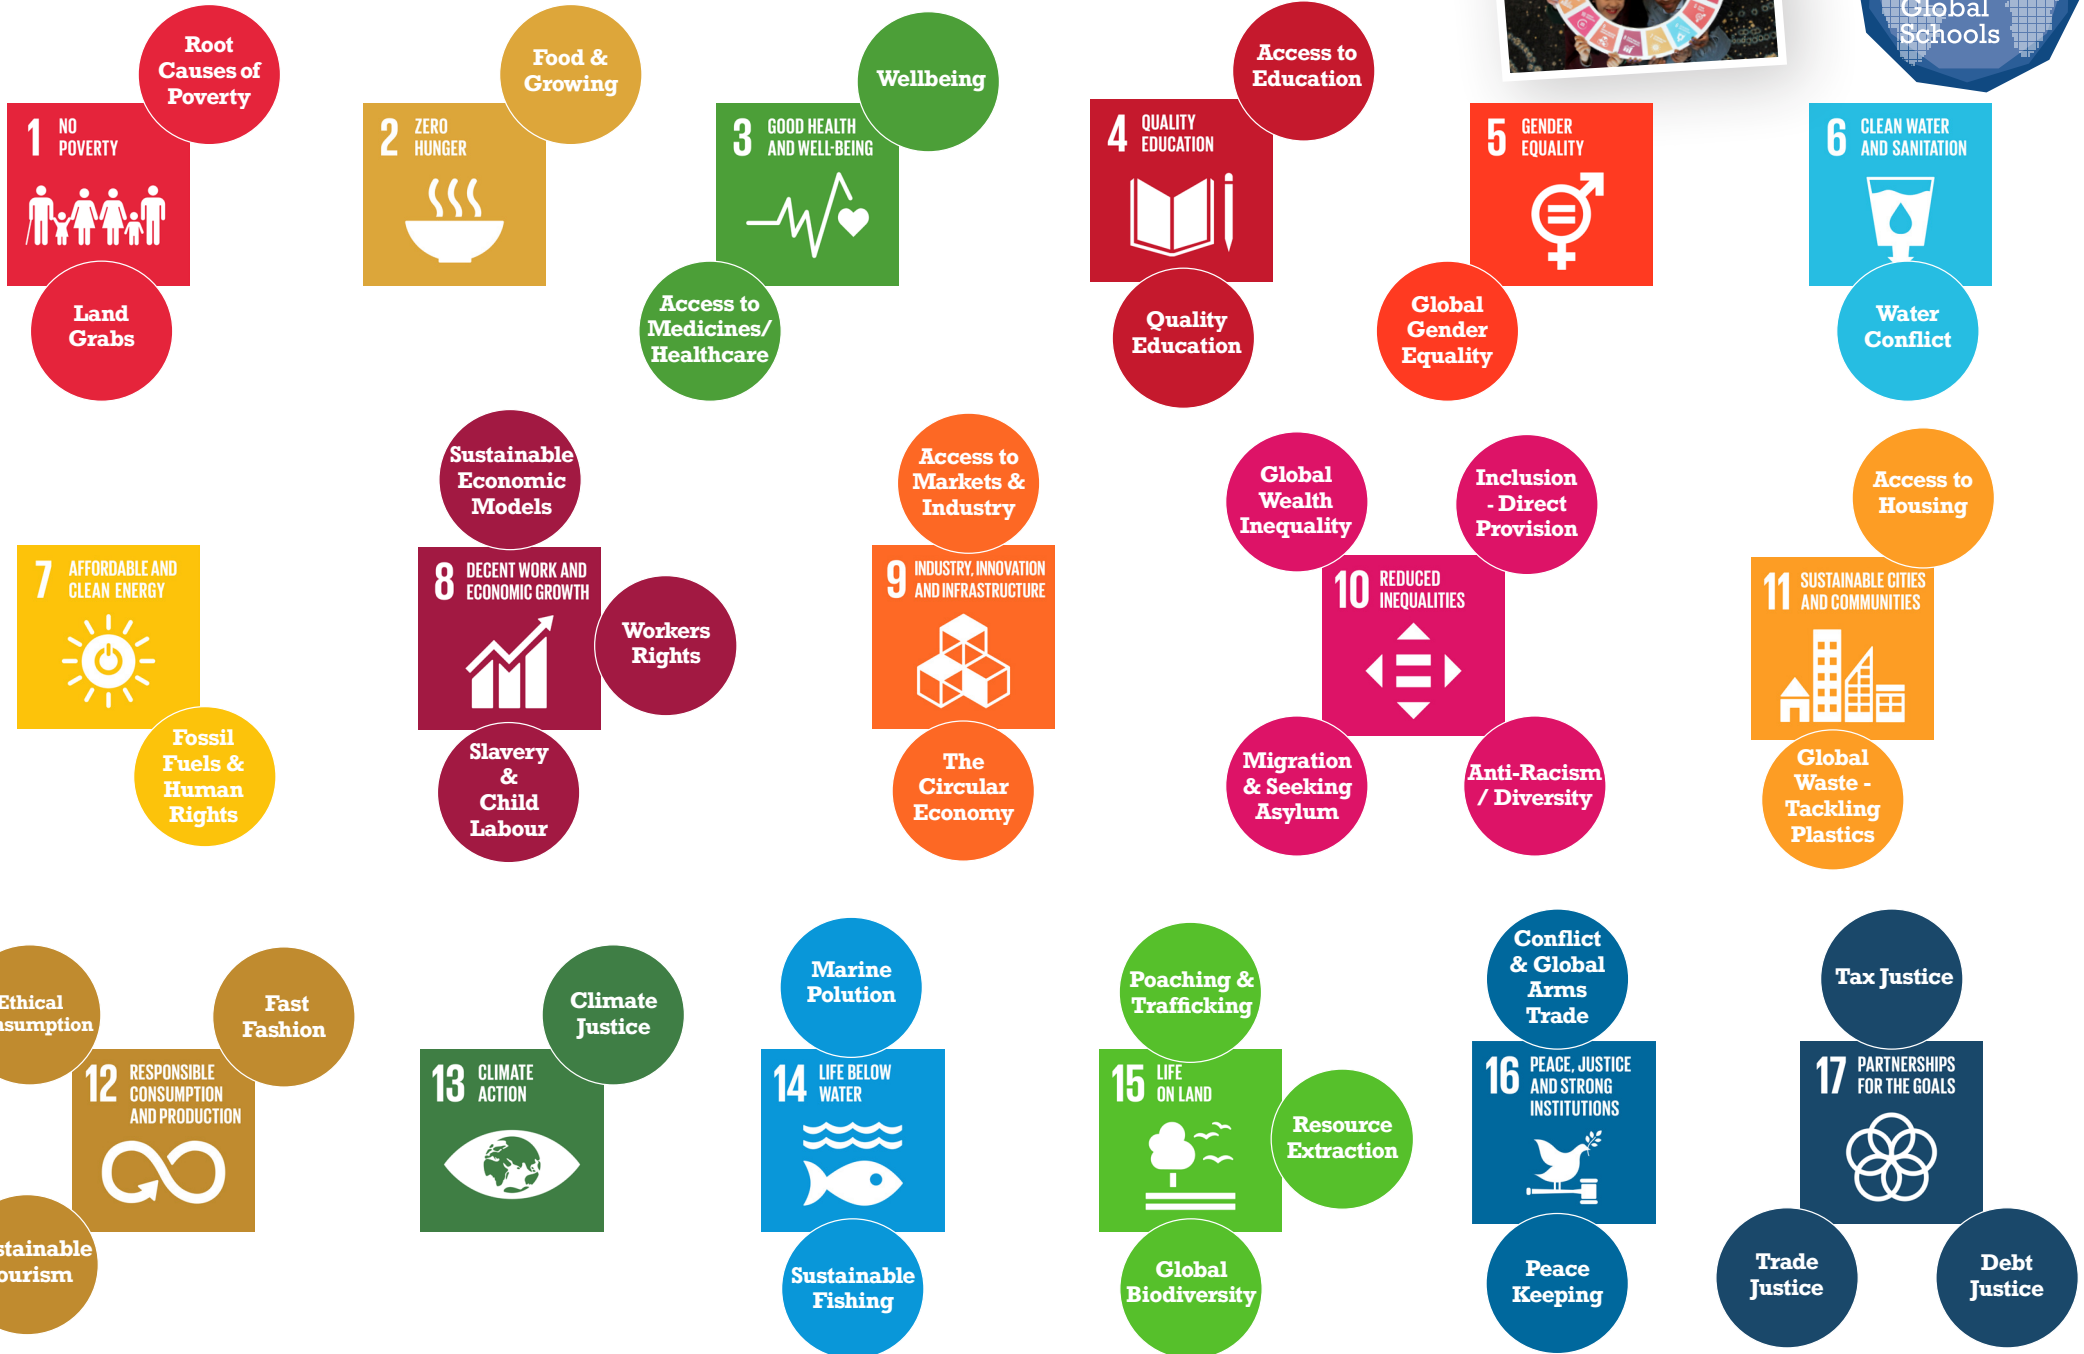 Global
Schools
Root
Causes of
Poverty
1 NO
POVERTY
Land
Grabs
Food &
Growing
2 ZERO
HUNGER
Wellbeing
3 GOOD HEALTH
AND WELL-BEING
Access to
Medicines/
Healthcare
Access to
Education
4 QUALITY
EDUCATION
Quality
Education
5 GENDER
EQUALITY
Global
Gender
Equality
6 CLEAN WATER
AND SANITATION
Water
Conflict
7 AFFORDABLE AND
CLEAN ENERGY
Fossil
Fuels &
Human
Rights
Sustainable
Economic
Models
8 DECENT WORK AND
ECONOMIC GROWTH
Workers
Rights
Slavery
&
Child
Labour
Access to
Markets &
Industry
9 INDUSTRY, INNOVATION
AND INFRASTRUCTURE
The
Circular
Economy
Global
Wealth
Inequality
Inclusion
- Direct
Provision
10 REDUCED
INEQUALITIES
Migration
& Seeking
Asylum
Anti-Racism
/ Diversity
Access to
Housing
11 SUSTAINABLE CITIES
AND COMMUNITIES
Global
Waste -
Tackling
Plastics
Ethical
nsumption
Fast
Fashion
12 RESPONSIBLE
CONSUMPTION
AND PRODUCTION
stainable
ourism
Climate
Justice
13 CLIMATE
ACTION
Marine
Polution
14 LIFE BELOW
WATER
Sustainable
Fishing
Poaching &
Trafficking
15 LIFE
ON LAND
Resource
Extraction
Global
Biodiversity
Conflict
& Global
Arms
Trade
16 PEACE, JUSTICE
AND STRONG
INSTITUTIONS
Peace
Keeping
Tax Justice
17 PARTNERSHIPS
FOR THE GOALS
Trade
Justice
Debt
Justice